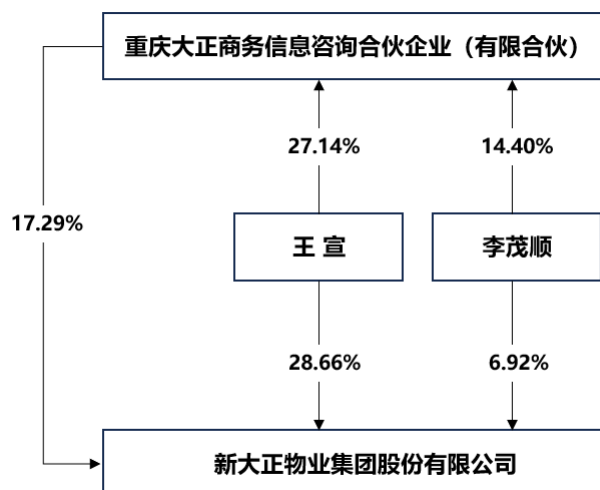 重庆大正商务信息咨询合伙企业（有限合伙）
27.14%
14.40%
17.29%
王 宣
李茂顺
28.66%
6.92%
新大正物业集团股份有限公司